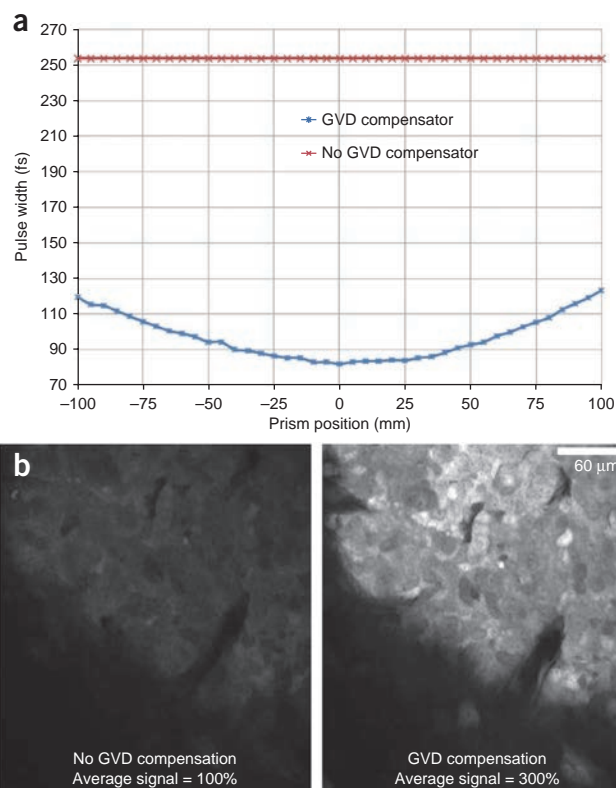 a
270
250
230
210
190
170
150
130
110
90
70
Pulse width (fs)
GVD compensator
No GVD compensator
–100 –75 –50 –25 0 25 50 75 100
Prism position (mm)
b
60 μm
No GVD compensation
Average signal = 100%
GVD compensation
Average signal = 300%